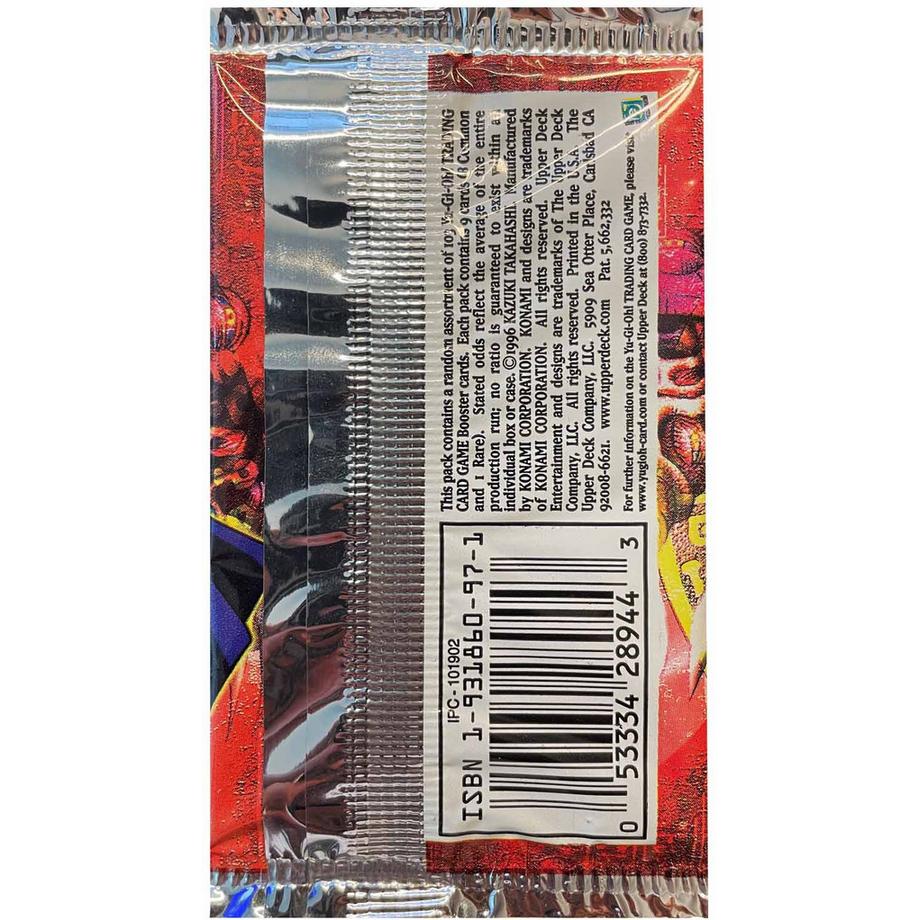 This pack contains a random assortment of 105 Yu-Gi-Oh! TRADING
CARD GAME Booster cards. Each pack contains 9 cards (8 Common
and 1 Rare). Stated odds reflect the average of the entire
production run; no ratio is guaranteed to exist within an
individual box or case. ©1996 KAZUKI TAKAHASHI. Manufactured
by KONAMI CORPORATION. KONAMI and designs are trademarks
of KONAMI CORPORATION. All rights reserved. Upper Deck
Entertainment and designs are trademarks of The Upper Deck
Company, LLC. All rights reserved. Printed in the U.S.A. The
Upper Deck Company, LLC. 5909 Sea Otter Place, Carlsbad CA
92008-6621. www.upperdeck.com Pat. 5,662,332
For further information on the Yu-Gi-Oh! TRADING CARD GAME, please visit
www.yugioh-card.com or contact Upper Deck at (800) 873-7332.
IPC-101902
ISBN 1-931860-97-1
0 53334 28944 3